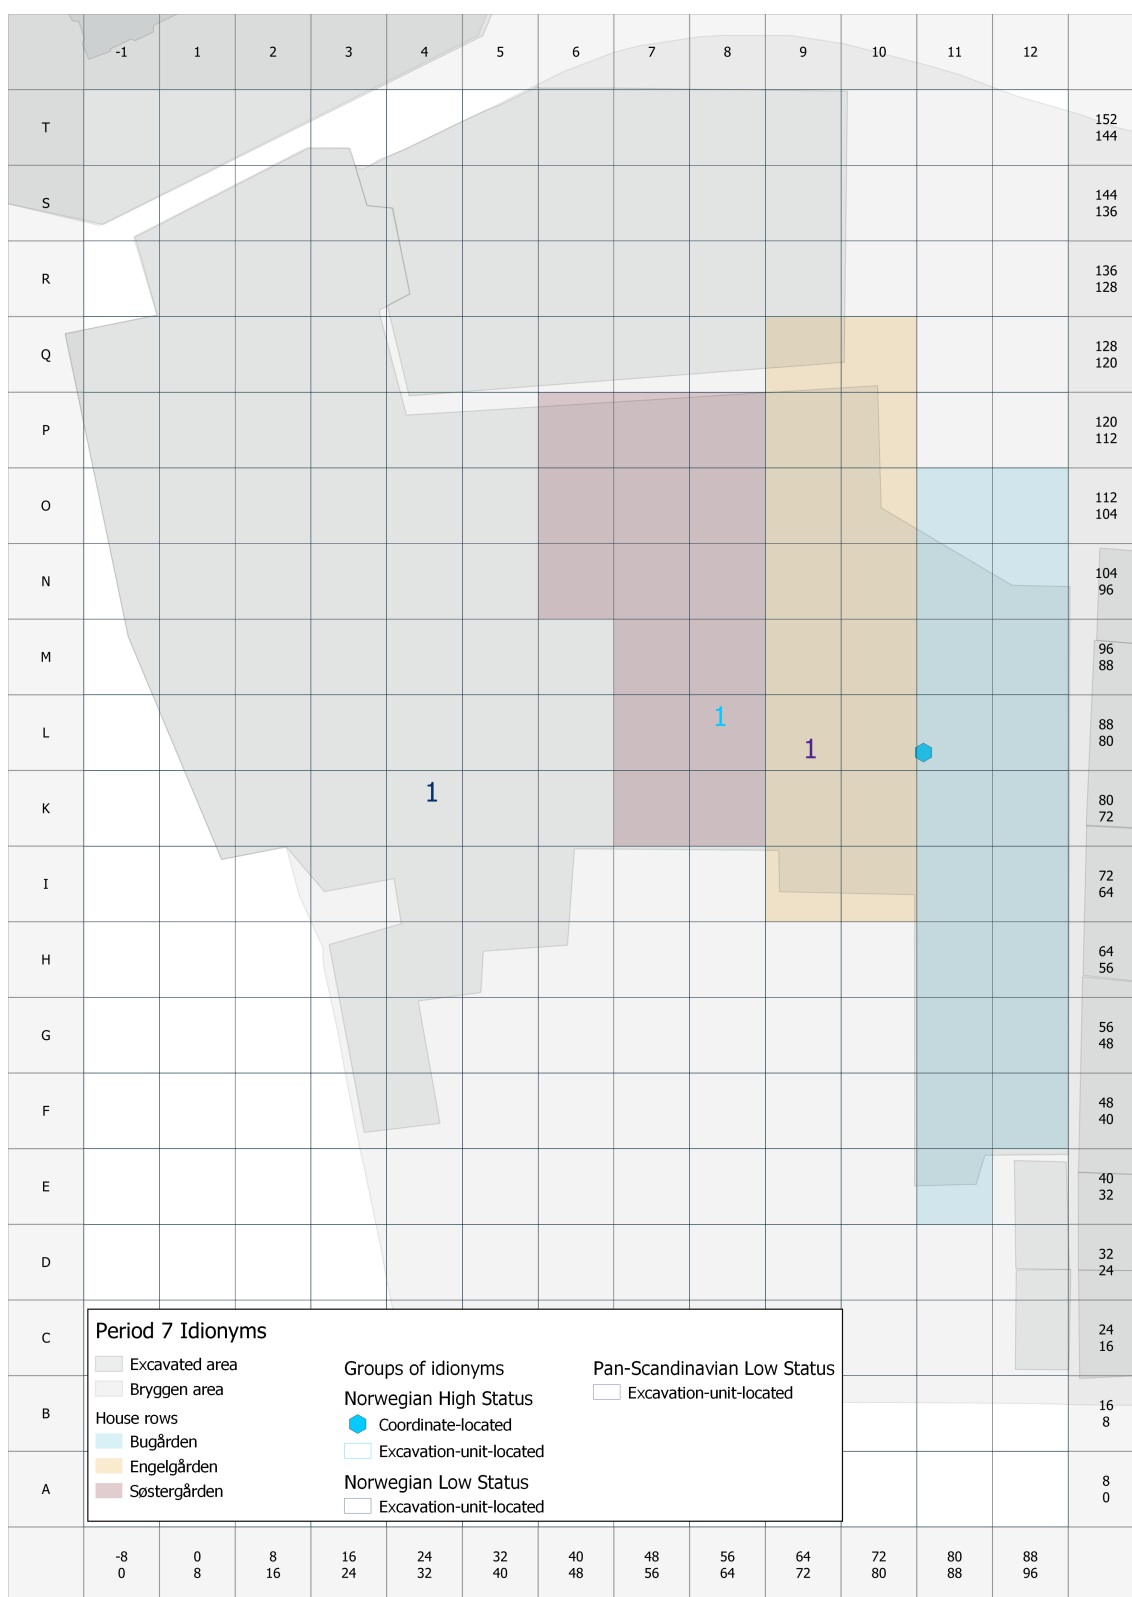 -1 1 2 3 4 5 6 7 8 9 10 11 12
T 152
144
S 144
136
R 136
128
Q 128
120
P 120
112
O 112
104
N 104
96
M 96
88
L 1 1 88
80
K 1 80
72
I 72
64
H 64
56
G 56
48
F 48
40
E 40
32
D 32
24
C 24
16
B 16
8
A 8
0
Period 7 Idionyms
Excavated area
Bryggen area
House rows
Bugården
Engelgården
Søstergården
Groups of idionyms
Norwegian High Status
Coordinate-located
Excavation-unit-located
Norwegian Low Status
Excavation-unit-located
Pan-Scandinavian Low Status
Excavation-unit-located
-8 0 8 16 24 32 40 48 56 64 72 80 88
0 8 16 24 32 40 48 56 64 72 80 88 96